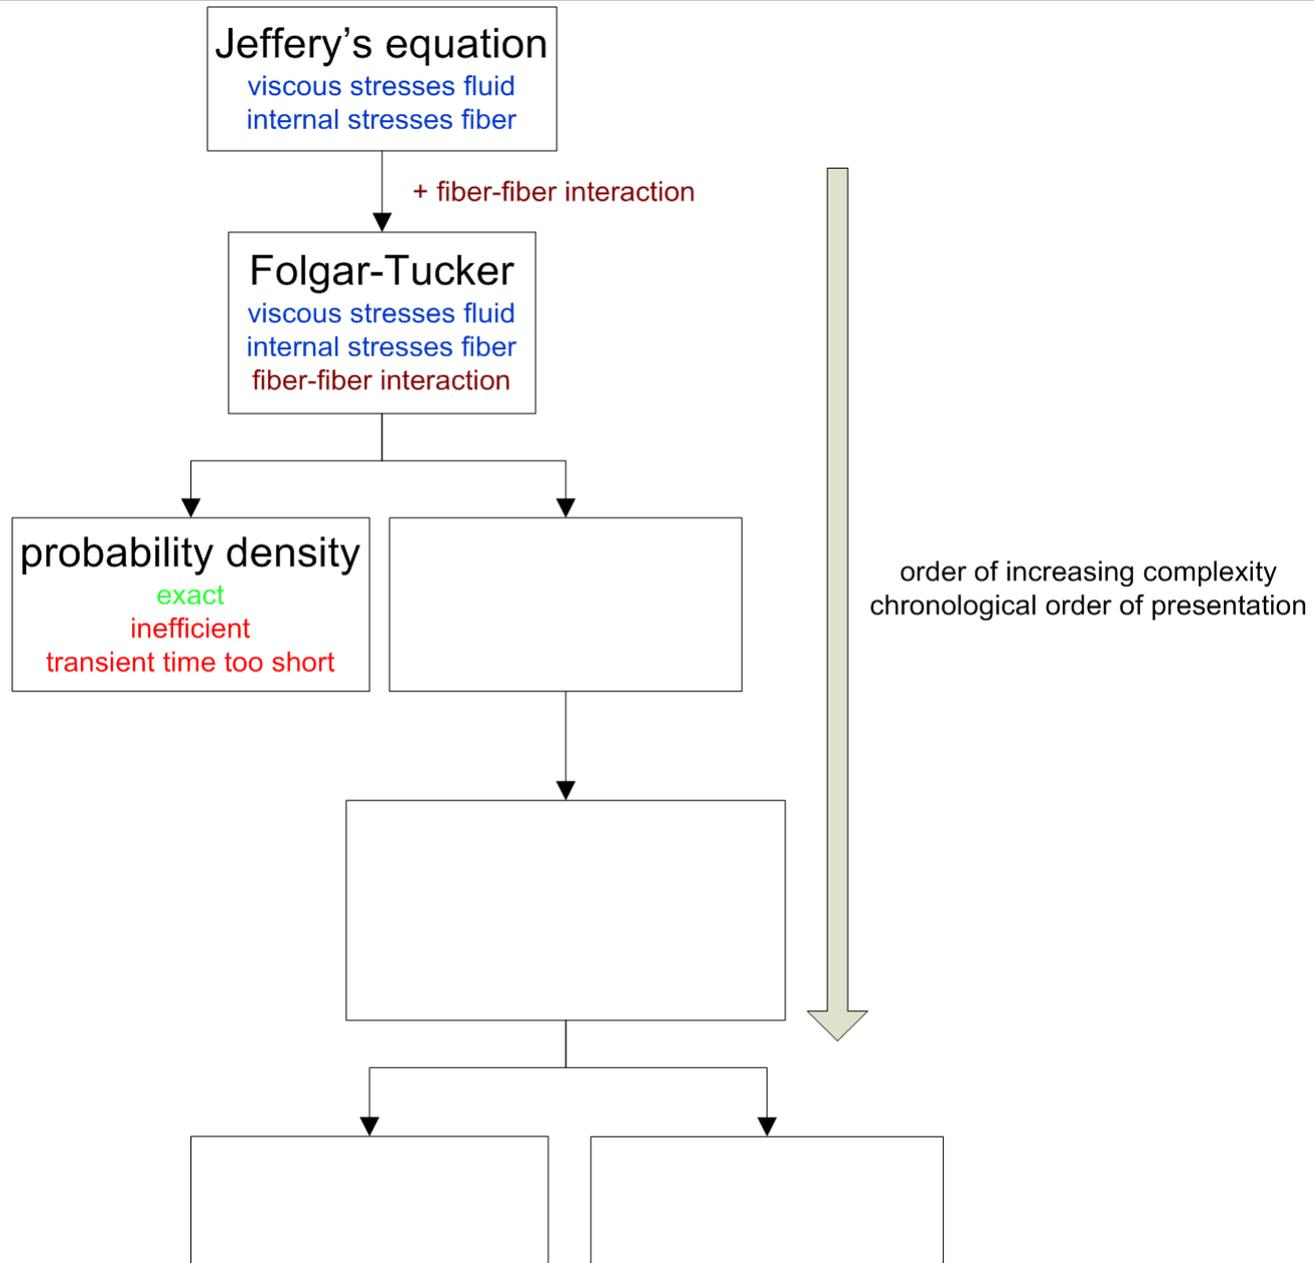 Jeffery’s equation
viscous stresses fluid
internal stresses fiber
+ fiber-fiber interaction
Folgar-Tucker
viscous stresses fluid
internal stresses fiber
fiber-fiber interaction
probability density
exact
inefficient
transient time too short
order of increasing complexity
chronological order of presentation